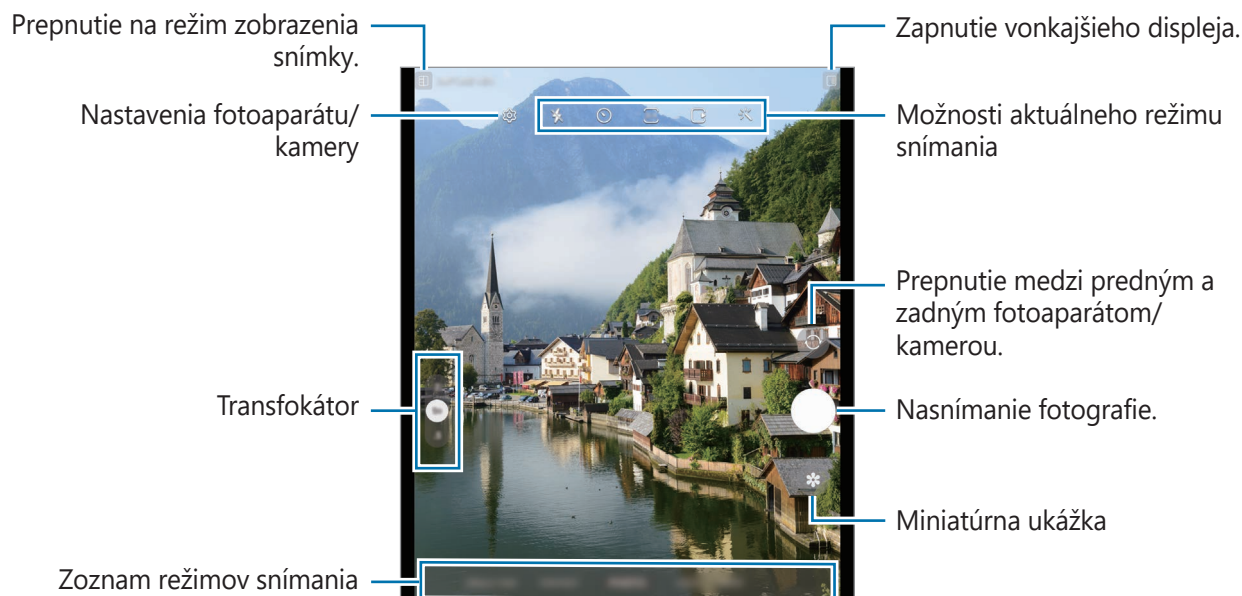 Prepnutie na režim zobrazenia
snímky.
Nastavenia fotoaparátu/
kamery
Transfokátor
Zoznam režimov snímania
Zapnutie vonkajšieho displeja.
Možnosti aktuálneho režimu
snímania
Prepnutie medzi predným a
zadným fotoaparátom/
kamerou.
Nasnímanie fotografie.
Miniatúrna ukážka